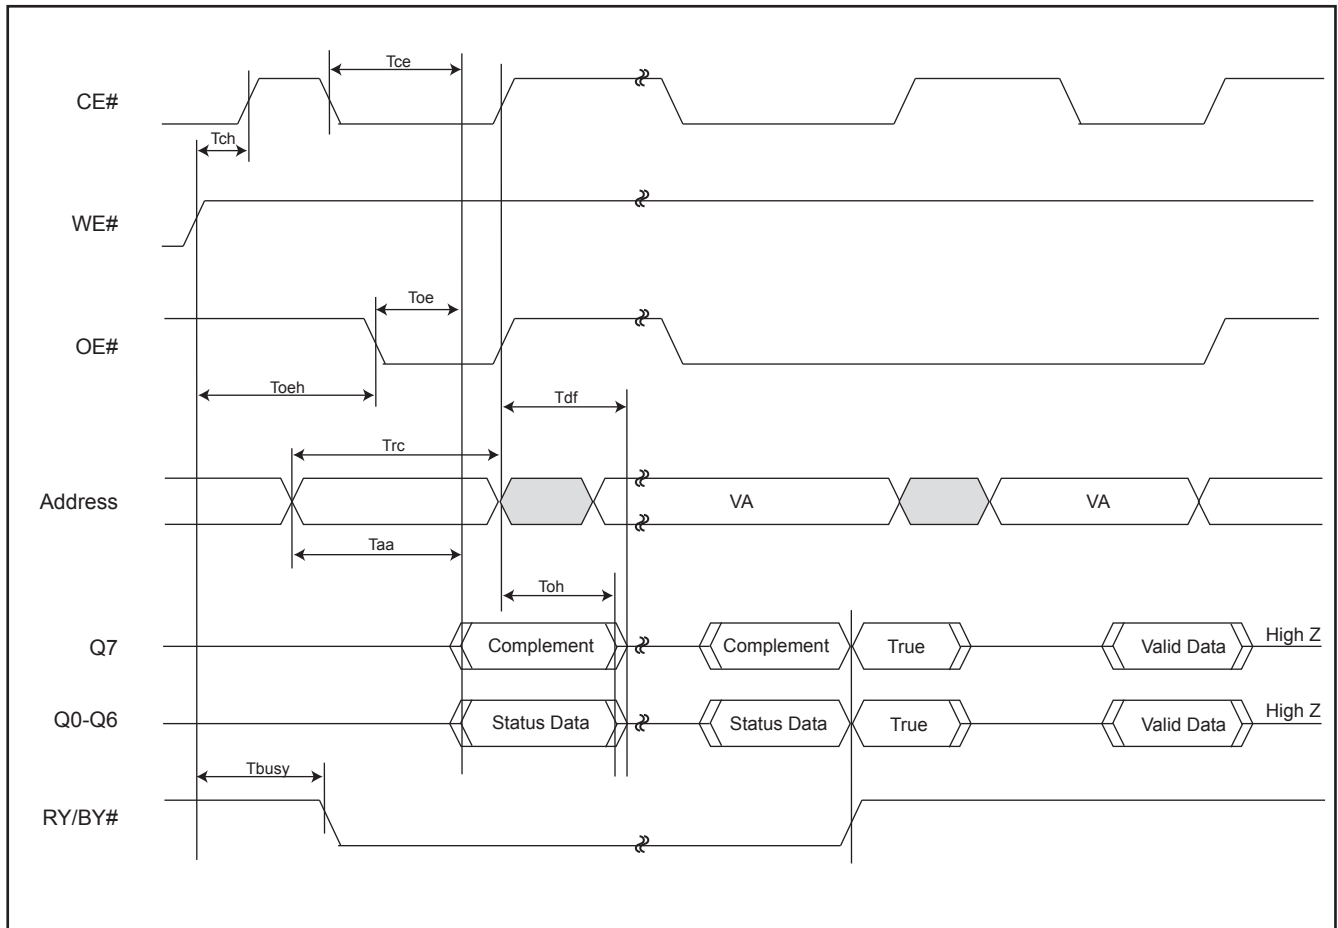 Tce
CE#
Tch
WE#
Toe
OE#
Toeh
Tdf
Trc
Address
VA
VA
Taa
Toh
Q7
Complement
Complement
True
Valid Data
High Z
Q0-Q6
Status Data
Status Data
True
Valid Data
High Z
Tbusy
RY/BY#